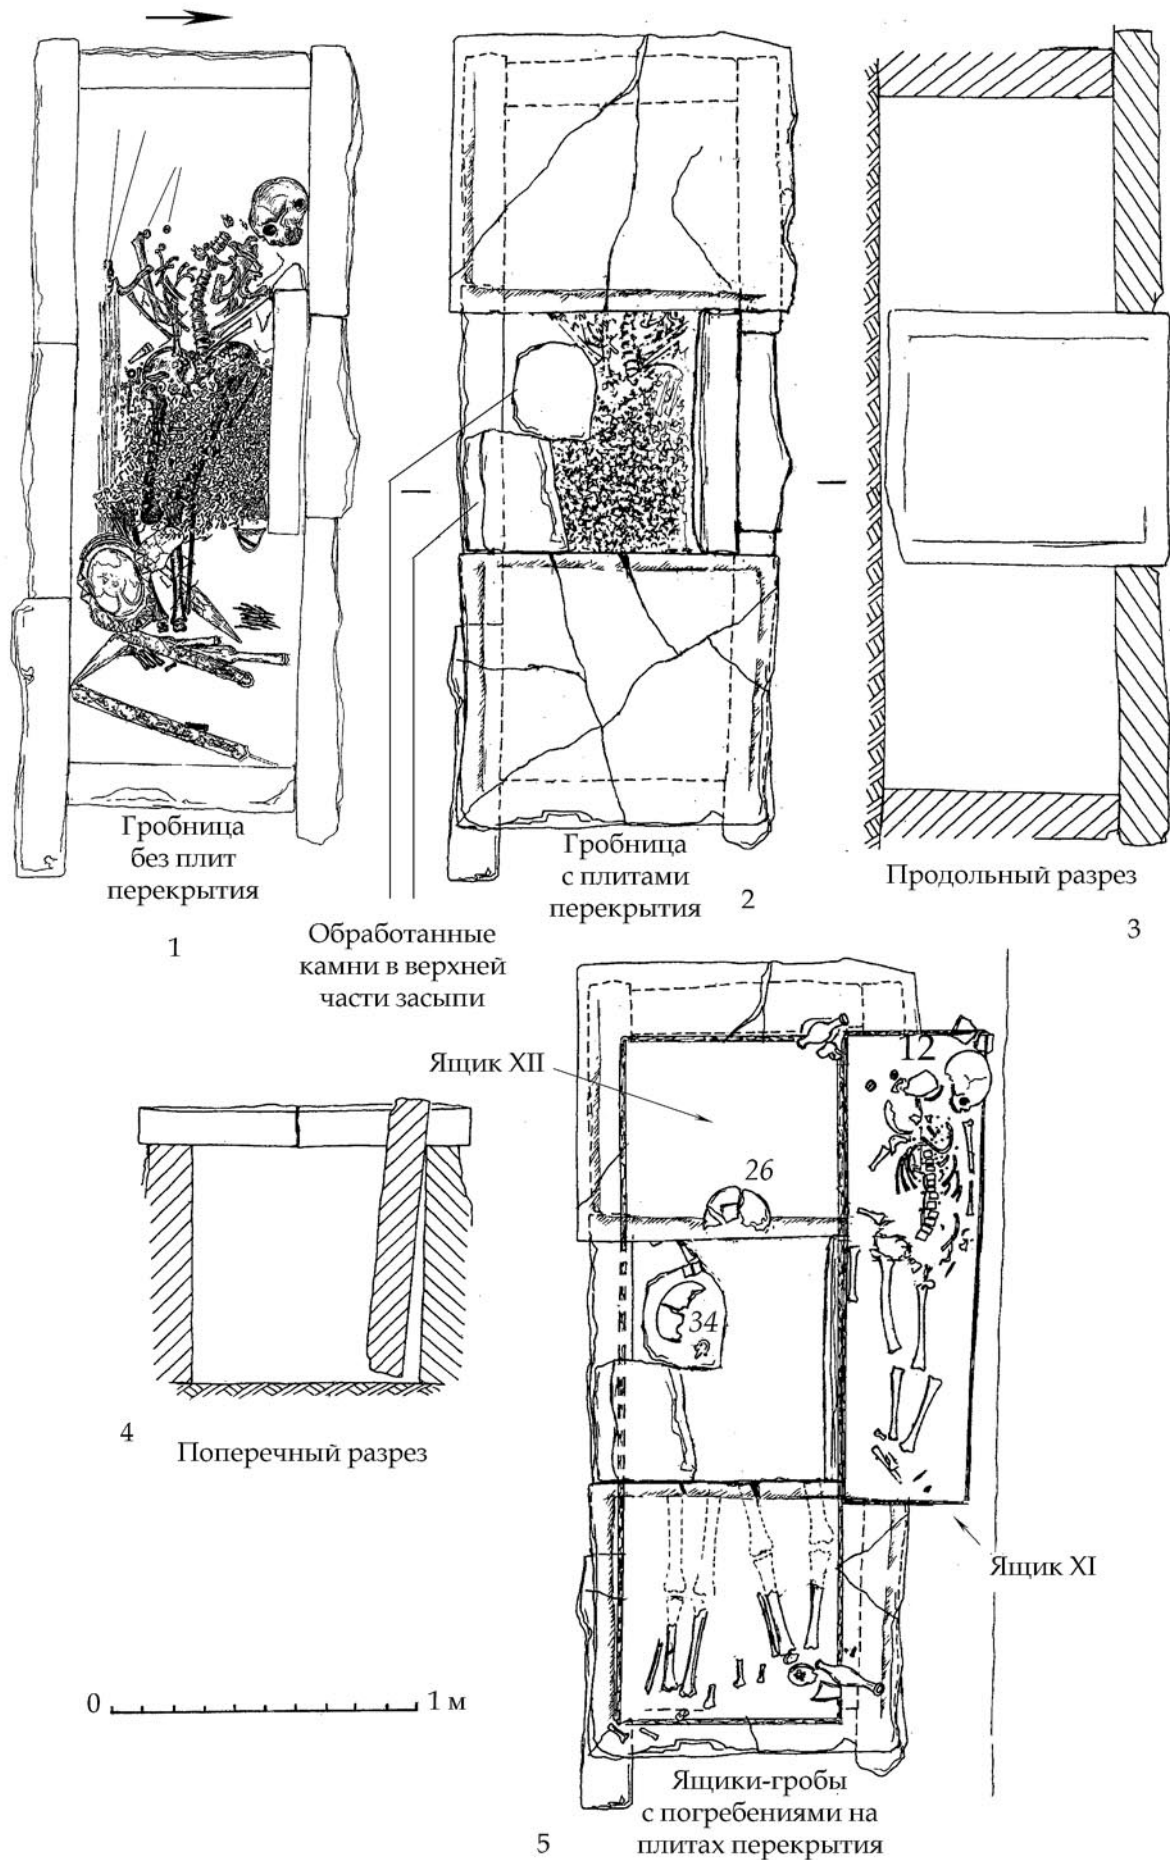 Гробница
без плит
перекрытия
1
Гробница
с плитами
перекрытия
2
Продольный разрез
3
Обработанные
камни в верхней
части засыпи
Ящик XII
12
26
34
4
Поперечный разрез
Ящик XI
0
1 м
Ящики-гробы
с погребениями на
плитах перекрытия
5